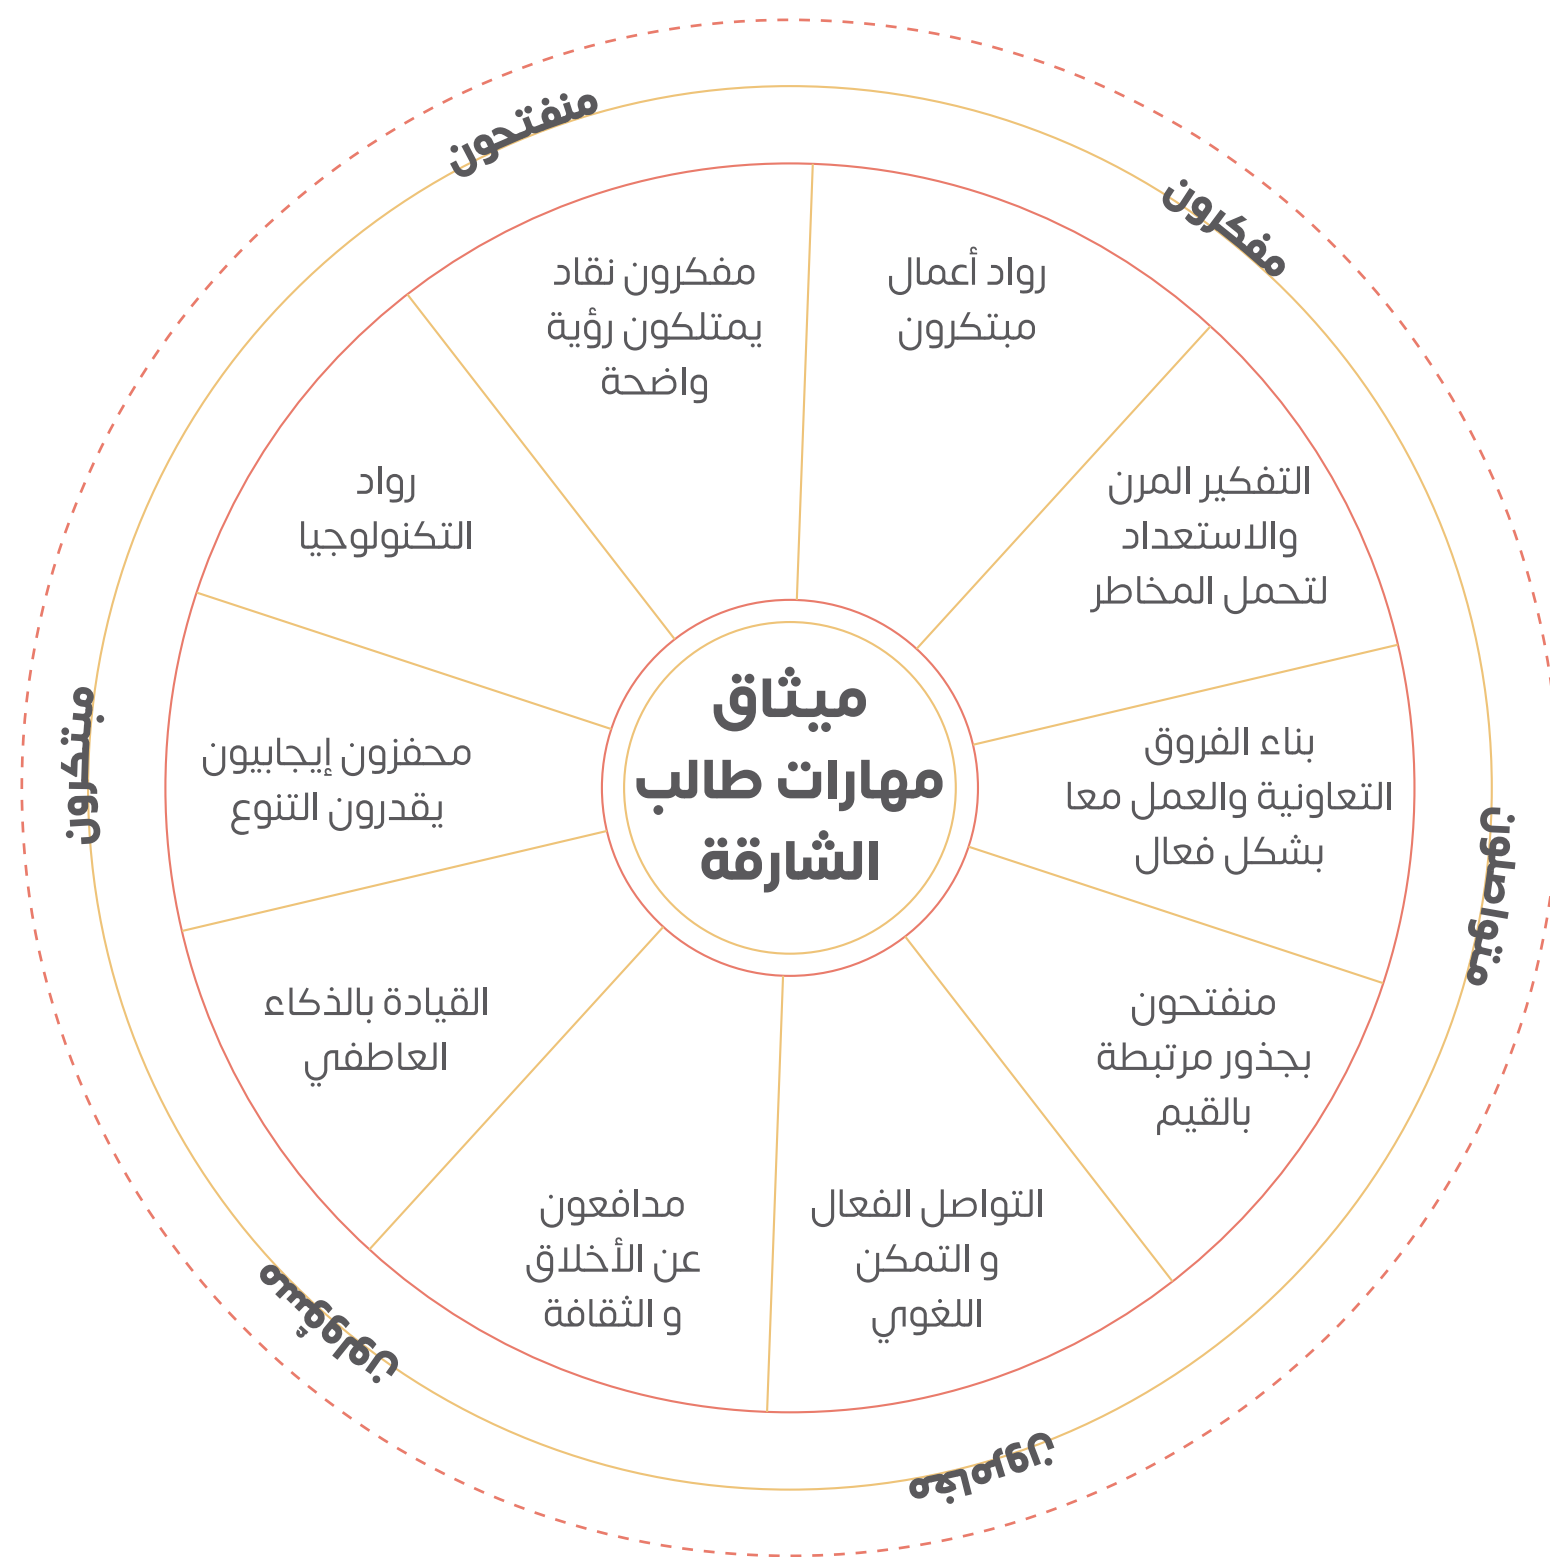 منفتحون
مفكرون
متواصلون
مغامرون
مسؤولون
مبتكرون
ميثاق
مهارات طالب
الشارقة
رواد أعمال
مبتكرون
التفكير المرن
والاستعداد
لتحمل المخاطر
بناء الفروق
التعاونية والعمل معا
بشكل فعال
منفتحون
بجذور مرتبطة
بالقيم
التواصل الفعال
و التمكن
اللغوي
مدافعون
عن الأخلاق
و الثقافة
القيادة بالذكاء
العاطفي
محفزون إيجابيون
يقدرون التنوع
رواد
التكنولوجيا
مفكرون نقاد
يمتلكون رؤية
واضحة